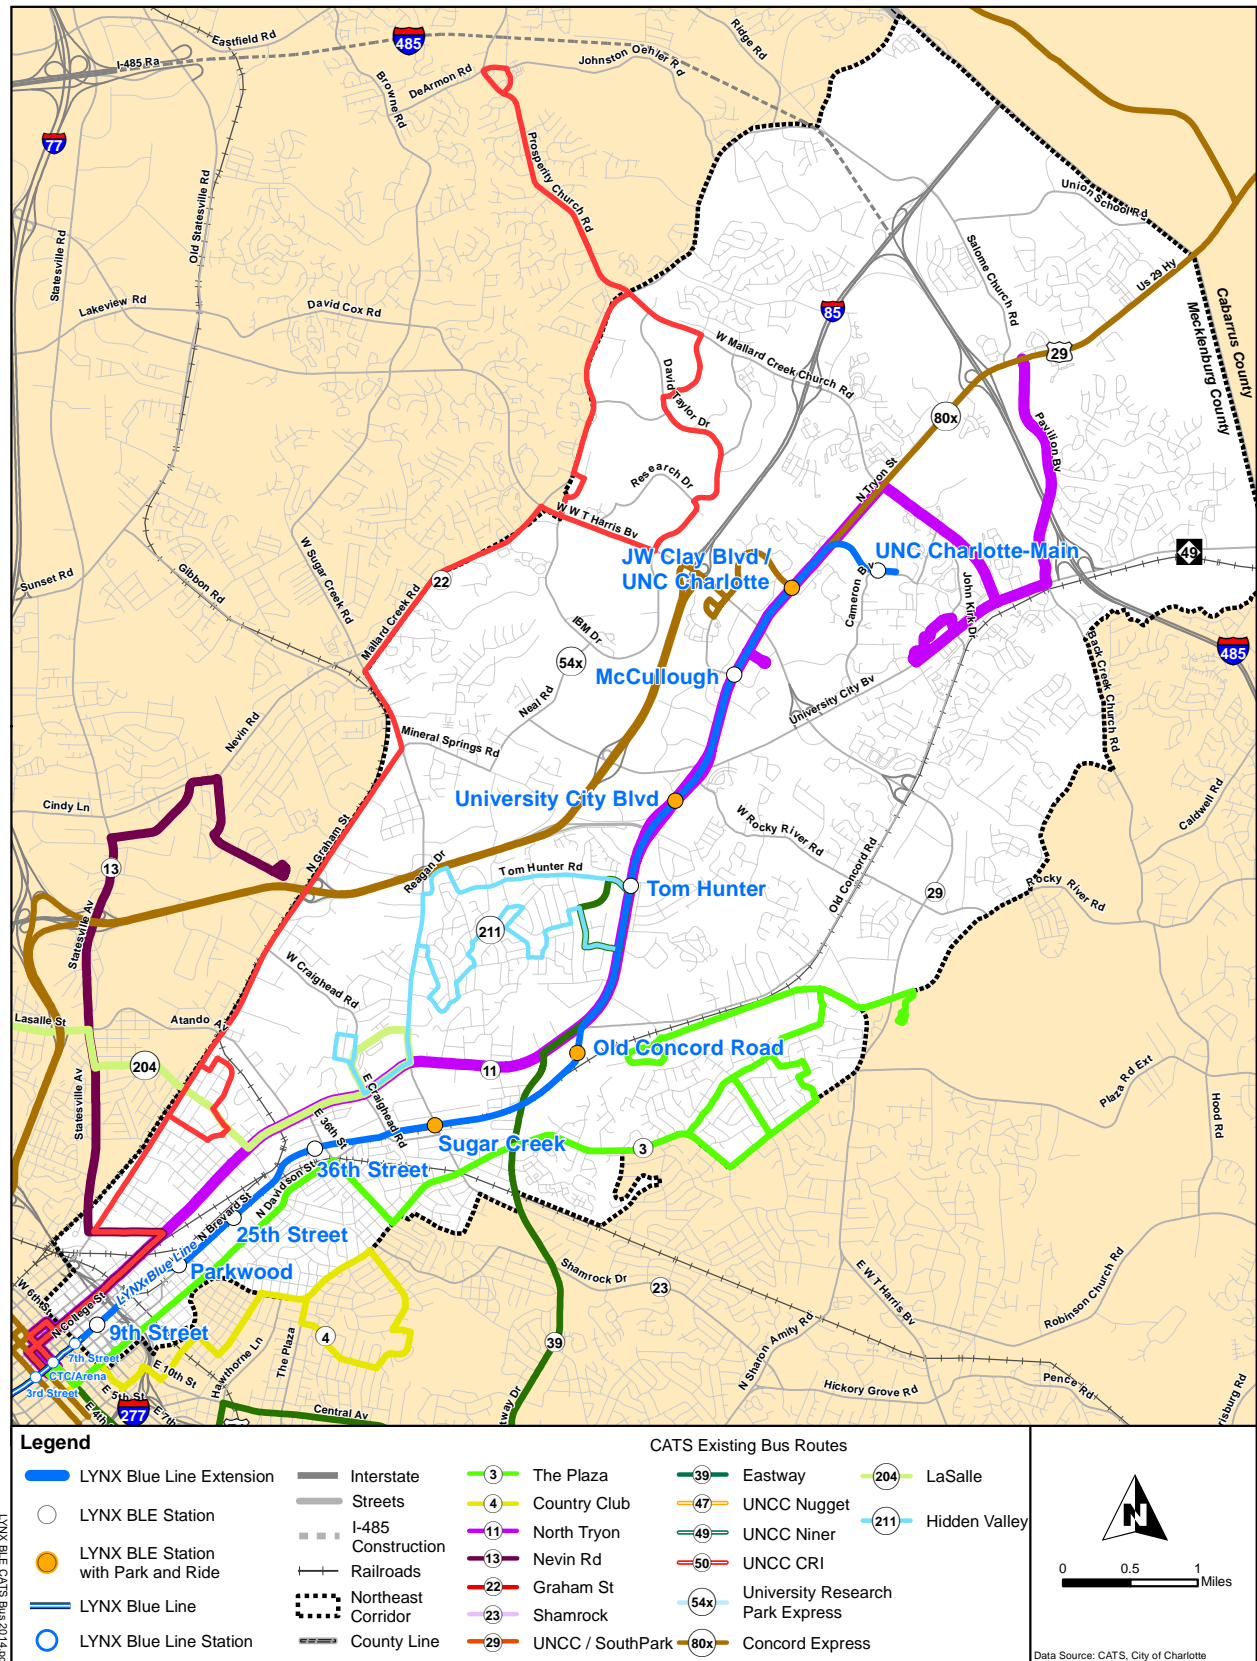 Eastfield Rd
485
Ridge Rd
I-485 Ra
Johnston Oehler Rd
DeArmon Rd
Browne Rd
77
Prosperity Church Rd
Old Statesville Rd
Union School Rd
Statesville Rd
Salome Church Rd
Us 29 Hy
Lakeview Rd
David Cox Rd
85
Cabarrus County
Mecklenburg County
W Mallard Creek Church Rd
29
David Taylor Dr
80x
Pavilion Bv
Research Dr
N Tryon St
W W T Harris Bv
JW Clay Blvd /
UNC Charlotte
UNC Charlotte-Main
49
Sunset Rd
Gibbon Rd
W Sugar Creek Rd
22
Mallard Creek Rd
Cameron Bv
John Kirk Dr
IBM Dr
54x
Back Creek Church Rd
485
McCullough
Neal Rd
University City Bv
Nevin Rd
Mineral Springs Rd
Cindy Ln
University City Blvd
W Rocky River Rd
Caldwell Rd
N Graham St
13
Reagan Dr
Tom Hunter Rd
Tom Hunter
Old Concord Rd
29
Rocky River Rd
Statesville Av
211
W Craighead Rd
Lasalle St
Atando Av
Old Concord Road
204
11
E Craighead Rd
Plaza Rd Ext
Hood Rd
Statesville Av
E 36th St
Sugar Creek
3
36th Street
N Davidson St
N Brevard St
25th Street
LYNX Blue Line
Parkwood
Shamrock Dr
23
E W T Harris Bv
Robinson Church Rd
W 6th St
N College St
9th Street
4
39
N Sharon Amity Rd
7th Street
CTC/Arena
3rd Street
E 10th St
Hawthorne Ln
The Plaza
E 5th St
E 4th
E 7th
277
Central Av
tway Dr
Hickory Grove Rd
Pence Rd
risburg Rd
Legend
LYNX Blue Line Extension
LYNX BLE Station
LYNX BLE Station
with Park and Ride
LYNX Blue Line
LYNX Blue Line Station
Interstate
Streets
I-485
Construction
Railroads
Northeast
Corridor
County Line
CATS Existing Bus Routes
3 The Plaza
4 Country Club
11 North Tryon
13 Nevin Rd
22 Graham St
23 Shamrock
29 UNCC / SouthPark
39 Eastway
47 UNCC Nugget
49 UNCC Niner
50 UNCC CRI
54x University Research
Park Express
80x Concord Express
204 LaSalle
211 Hidden Valley
N
0 0.5 1
Miles
Data Source: CATS, City of Charlotte